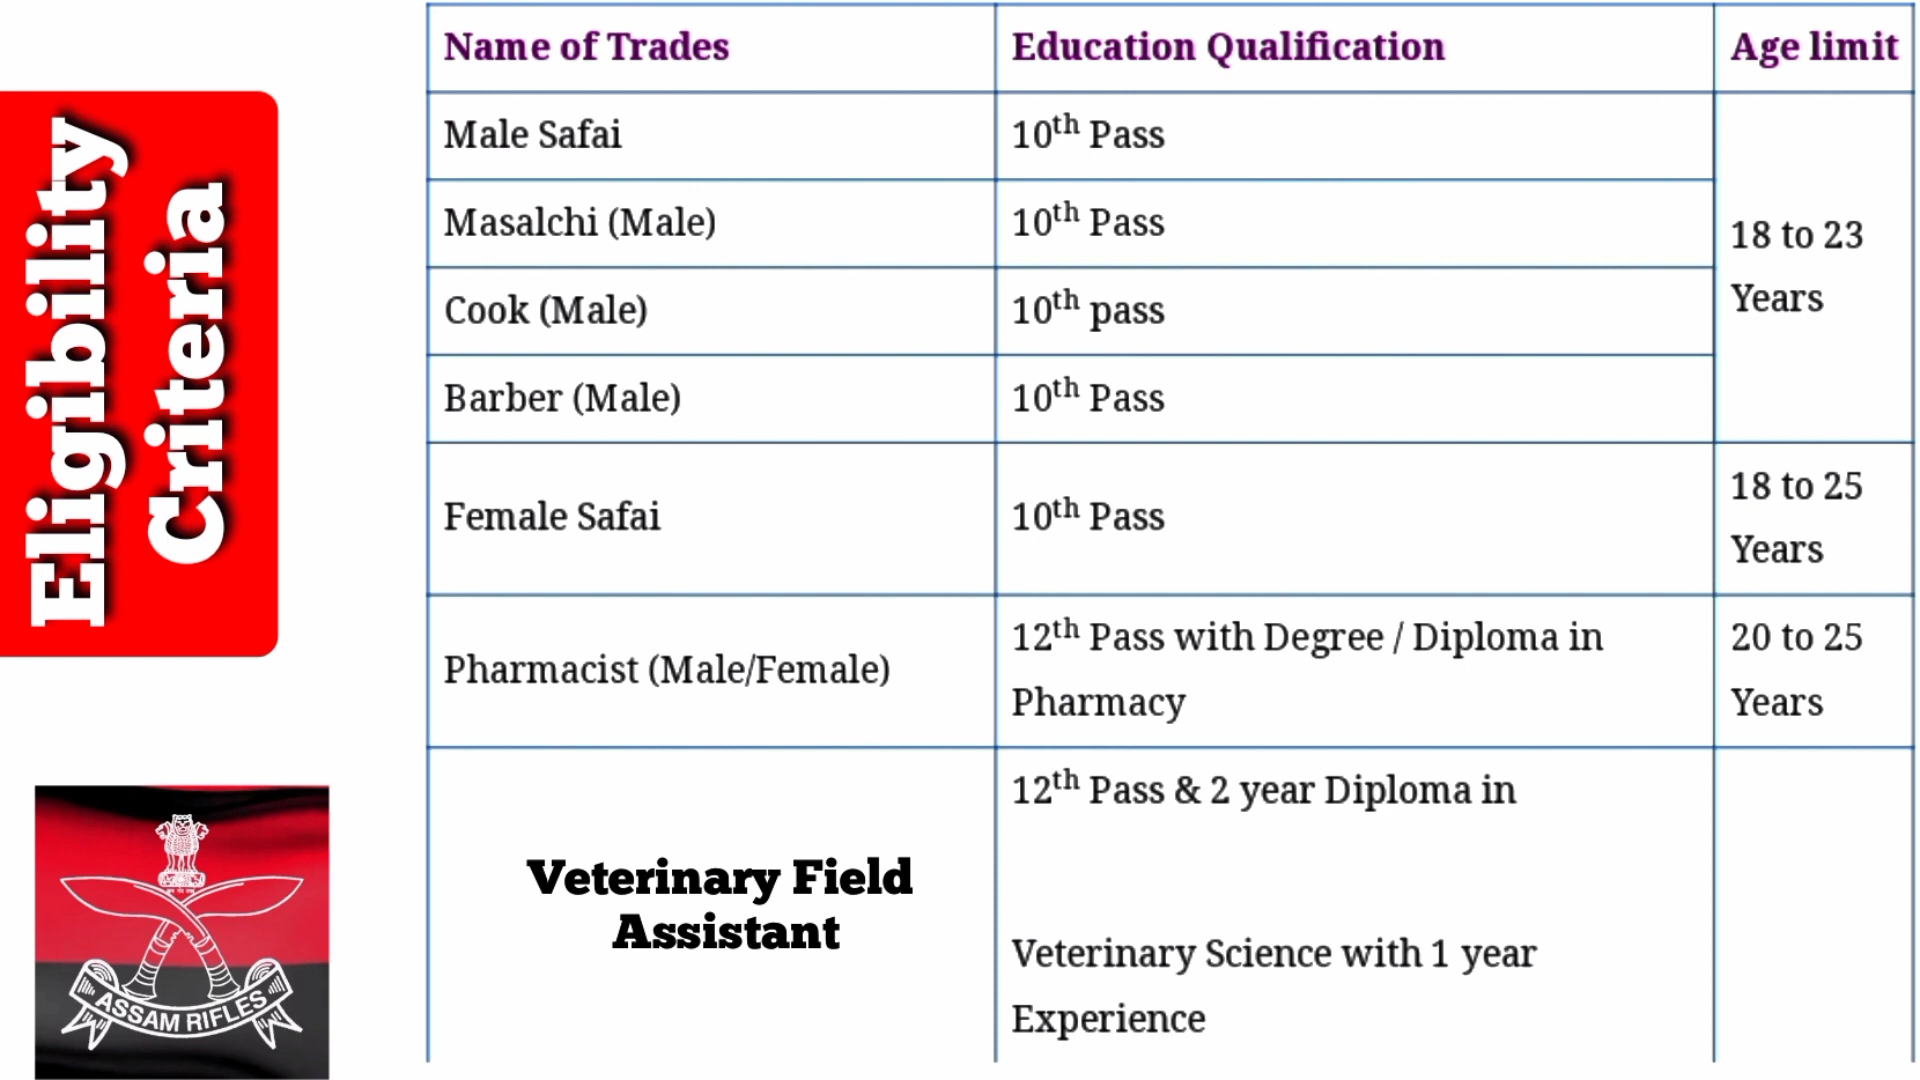 Eligibility
Criteria
Name of Trades Education Qualification Age limit
Male Safai 10th Pass
Masalchi (Male) 10th Pass
Cook (Male) 10th pass
Barber (Male) 10th Pass
18 to 23
Years
Female Safai 10th Pass
18 to 25
Years
Pharmacist (Male/Female)
12th Pass with Degree / Diploma in
Pharmacy
20 to 25
Years
Veterinary Field
Assistant
12th Pass & 2 year Diploma in
Veterinary Science with 1 year
Experience
ASSAM RIFLES